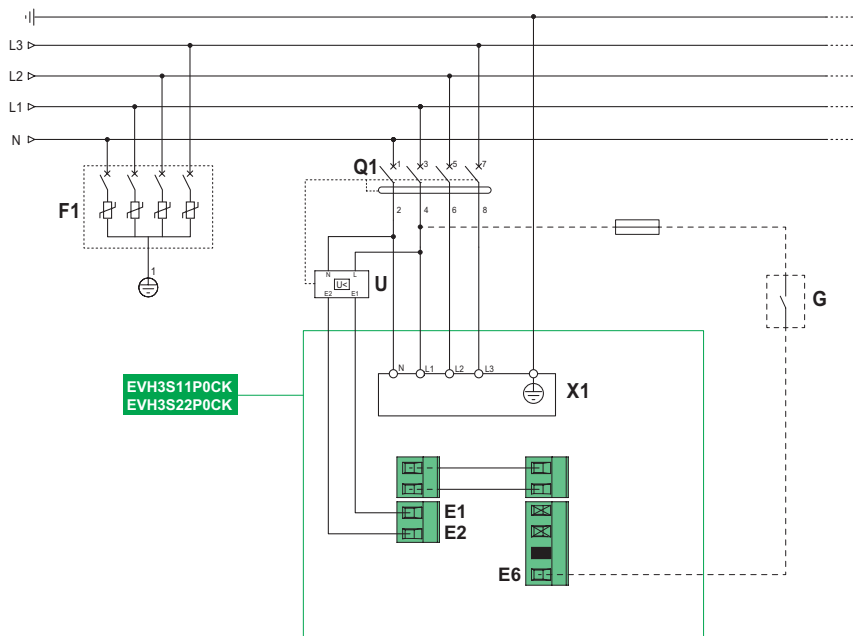 L3
L2
L1
N
Q1
1
3
5
7
F1
2
4
6
8
1
N
L
U<
E2
E1
U
G
EVH3S11P0CK
EVH3S22P0CK
N
L1
L2
L3
X1
E1
E2
E6